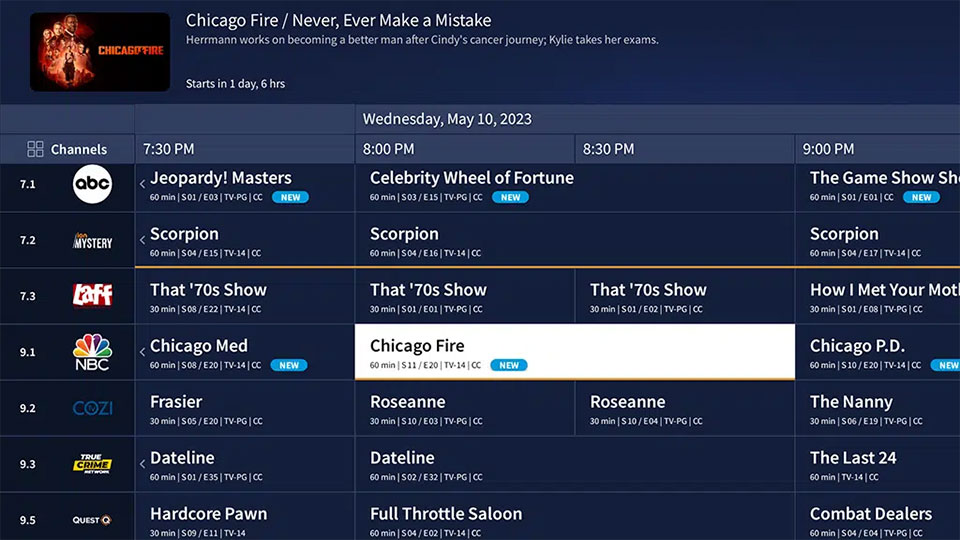 CHICAGO FIRE
Chicago Fire / Never, Ever Make a Mistake
Herrmann works on becoming a better man after Cindy's cancer journey; Kylie takes her exams.
Starts in 1 day, 6 hrs
Wednesday, May 10, 2023
Channels 7:30 PM 8:00 PM 8:30 PM 9:00 PM
7.1 abc Jeopardy! Masters Celebrity Wheel of Fortune The Game Show Sh
60 min | S01 / E03 | TV-PG | CC NEW 60 min | S03 / E15 | TV-PG | CC NEW 60 min | S01 / E01 | CC NEW
7.2 ion MYSTERY Scorpion Scorpion Scorpion
60 min | S04 / E15 | TV-14 | CC 60 min | S04 / E16 | TV-14 | CC 60 min | S04 / E17 | TV-14 | CC
7.3 Laff That '70s Show That '70s Show That '70s Show How I Met Your Moth
30 min | S08 / E22 | TV-14 | CC 30 min | S01 / E01 | TV-PG | CC 30 min | S01 / E02 | TV-PG | CC 30 min | S01 / E08 | TV-PG | CC
9.1 NBC Chicago Med Chicago Fire Chicago P.D.
60 min | S08 / E20 | TV-14 | CC NEW 60 min | S11 / E20 | TV-14 | CC NEW 60 min | S10 / E20 | TV-14 | CC NEW
9.2 COZI TV Frasier Roseanne Roseanne The Nanny
30 min | S05 / E20 | TV-PG | CC 30 min | S10 / E03 | TV-PG | CC 30 min | S10 / E04 | TV-PG | CC 30 min | S06 / E19 | TV-PG | CC
9.3 TRUE CRIME NETWORK Dateline Dateline The Last 24
60 min | S01 / E35 | TV-PG | CC 60 min | S02 / E32 | TV-PG | CC 60 min | TV-14 | CC
9.5 QUEST Q Hardcore Pawn Full Throttle Saloon Combat Dealers
30 min | S09 / E11 | TV-14 60 min | S04 / E02 | TV-14 | CC 60 min | S04 / E04 | TV-PG | CC